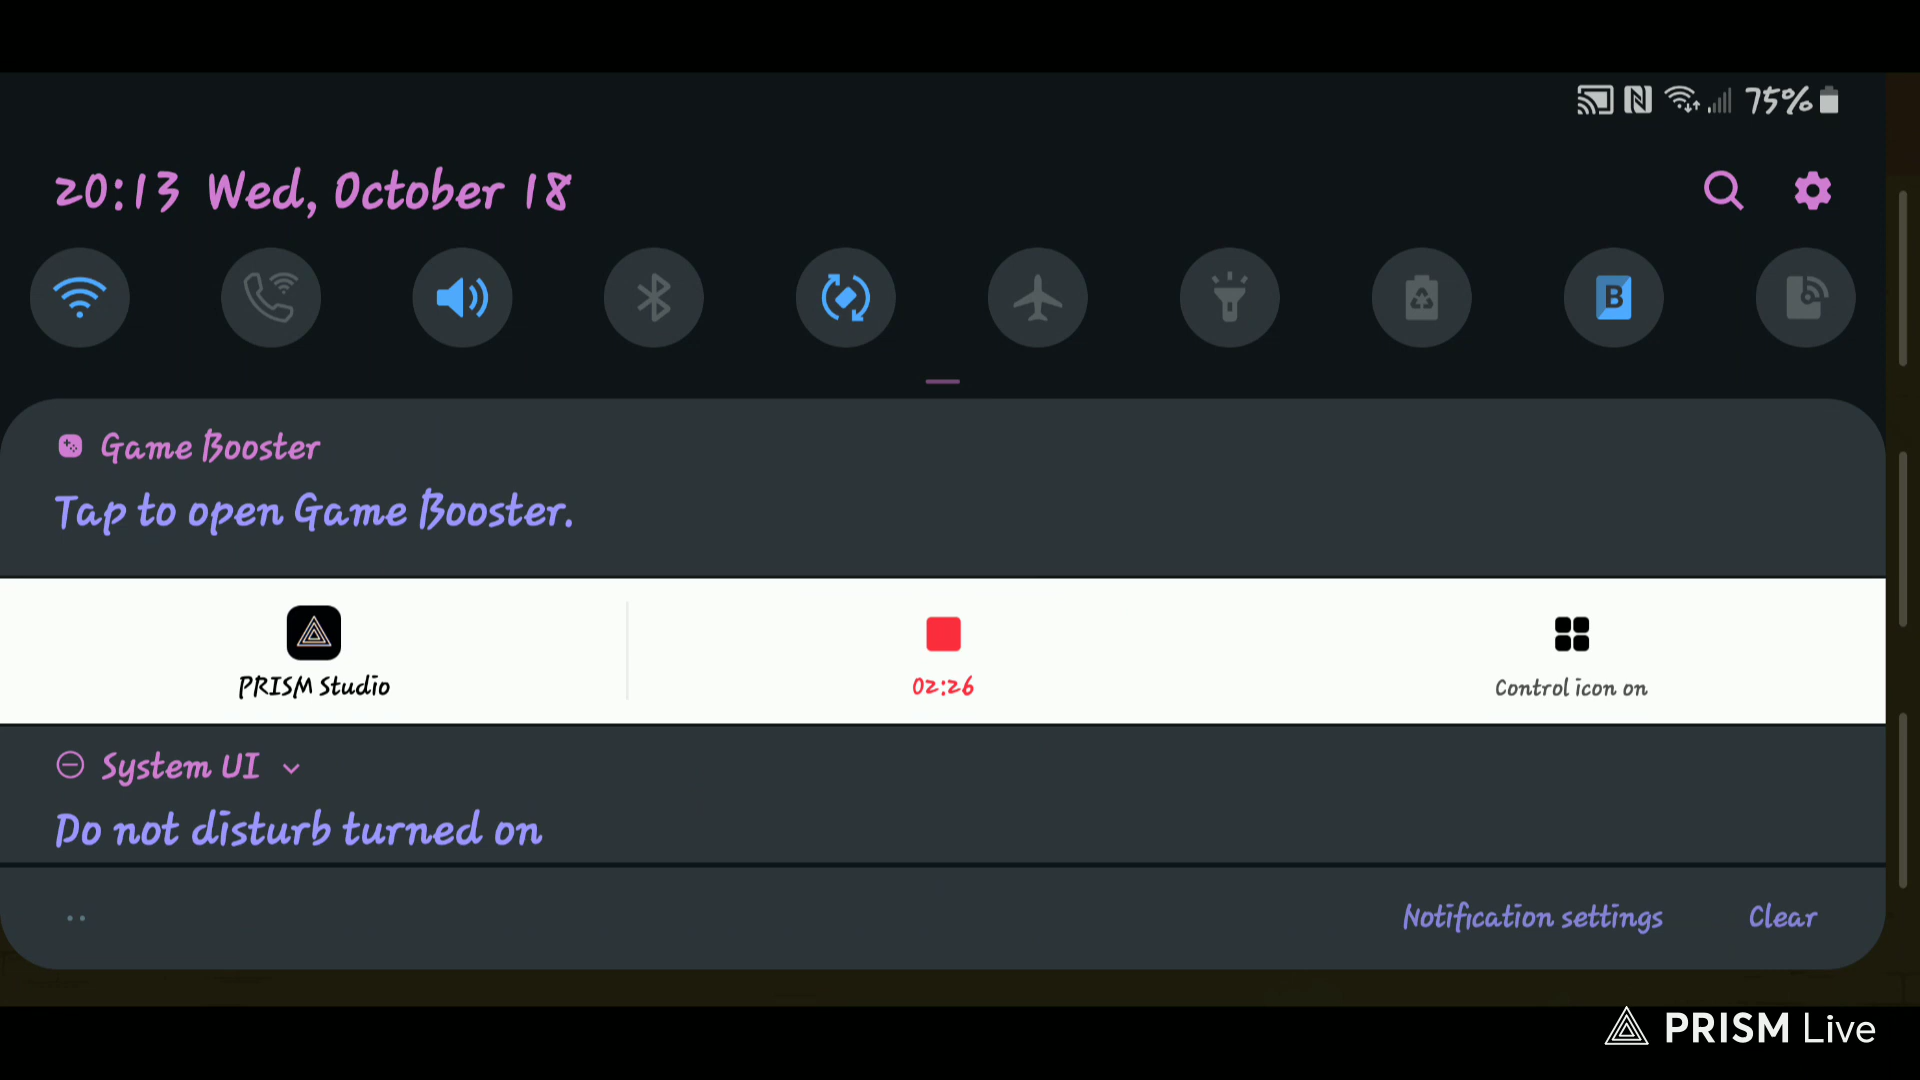 75%
20:13 Wed, October 18
B
Game Booster
Tap to open Game Booster.
PRISM Studio
02:26
Control icon on
System UI
Do not disturb turned on
Notification settings Clear
PRISM Live